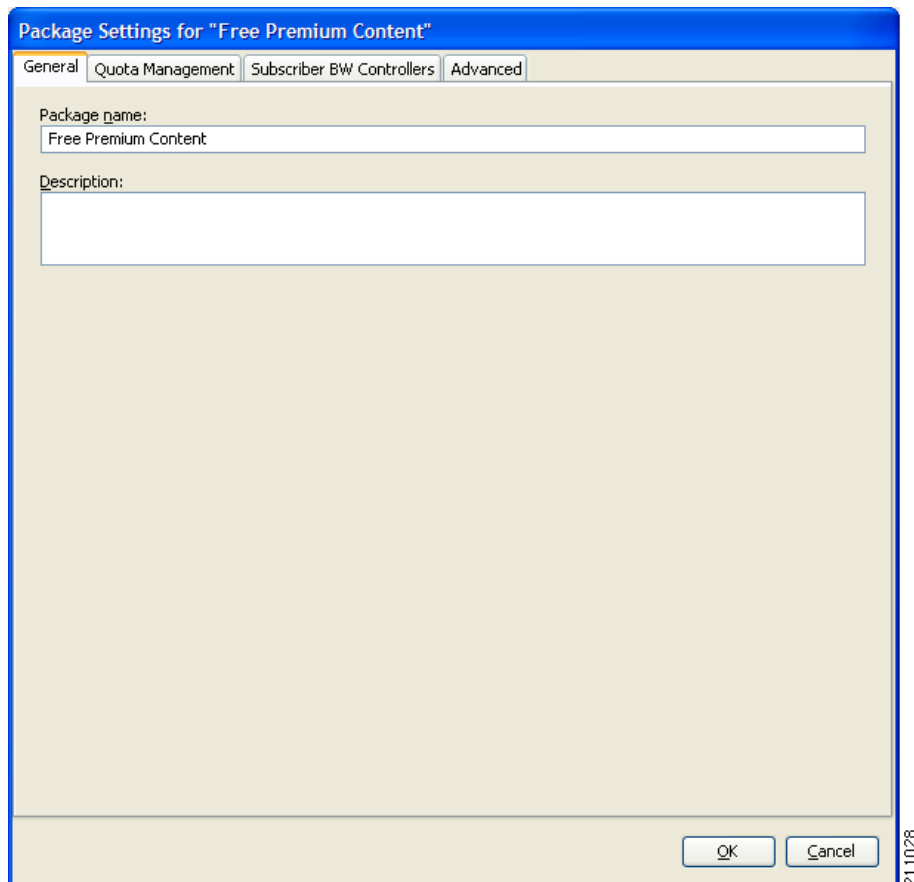 Package Settings for "Free Premium Content"
General Quota Management Subscriber BW Controllers Advanced
Package name:
Free Premium Content
Description:
OK Cancel
211028